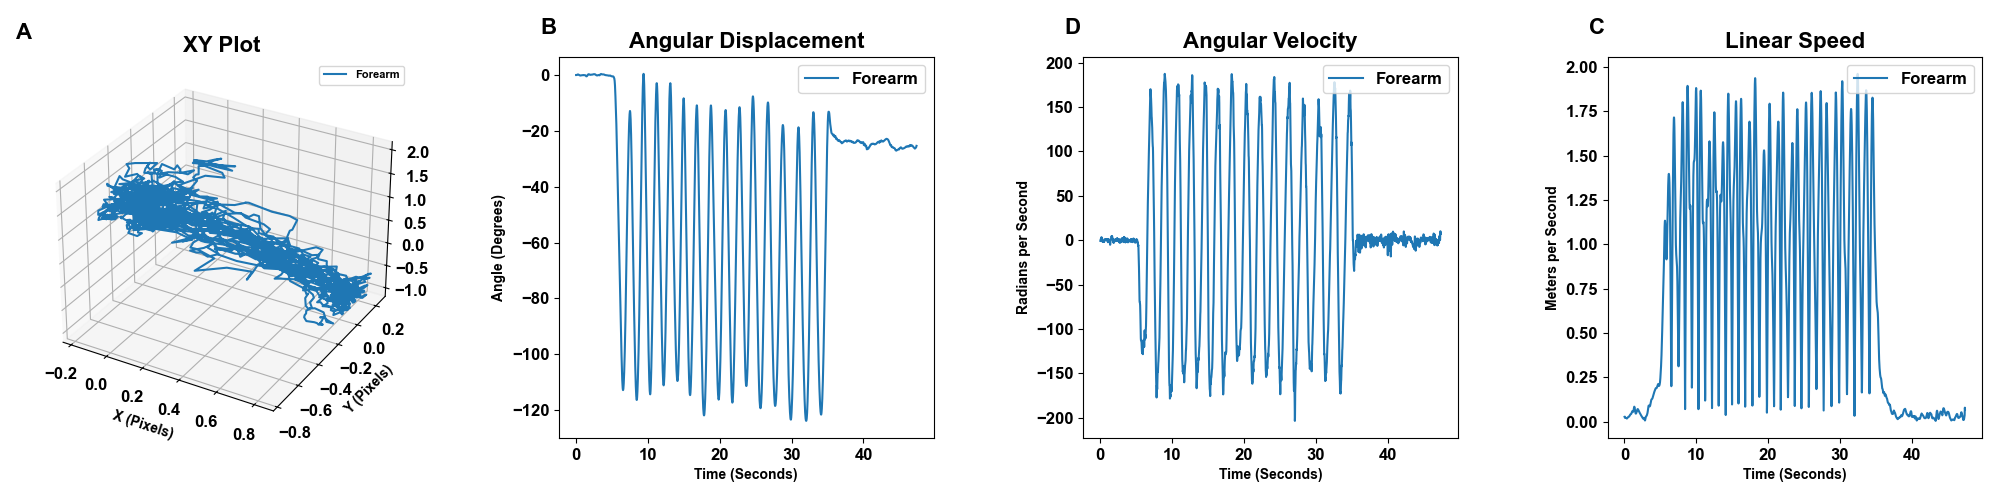 A
XY Plot
Forearm
2.0
1.5
1.0
0.5
0.0
−0.5
−1.0
−0.2
0.0
0.2
0.4
0.6
0.8
X (Pixels)
0.2
0.0
−0.2
−0.4
−0.6
−0.8
Y (Pixels)
B
Angular Displacement
Forearm
0
−20
−40
−60
−80
−100
−120
Angle (Degrees)
0 10 20 30 40
Time (Seconds)
D
Angular Velocity
Forearm
200
150
100
50
0
−50
−100
−150
−200
Radians per Second
0 10 20 30 40
Time (Seconds)
C
Linear Speed
Forearm
2.00
1.75
1.50
1.25
1.00
0.75
0.50
0.25
0.00
Meters per Second
0 10 20 30 40
Time (Seconds)